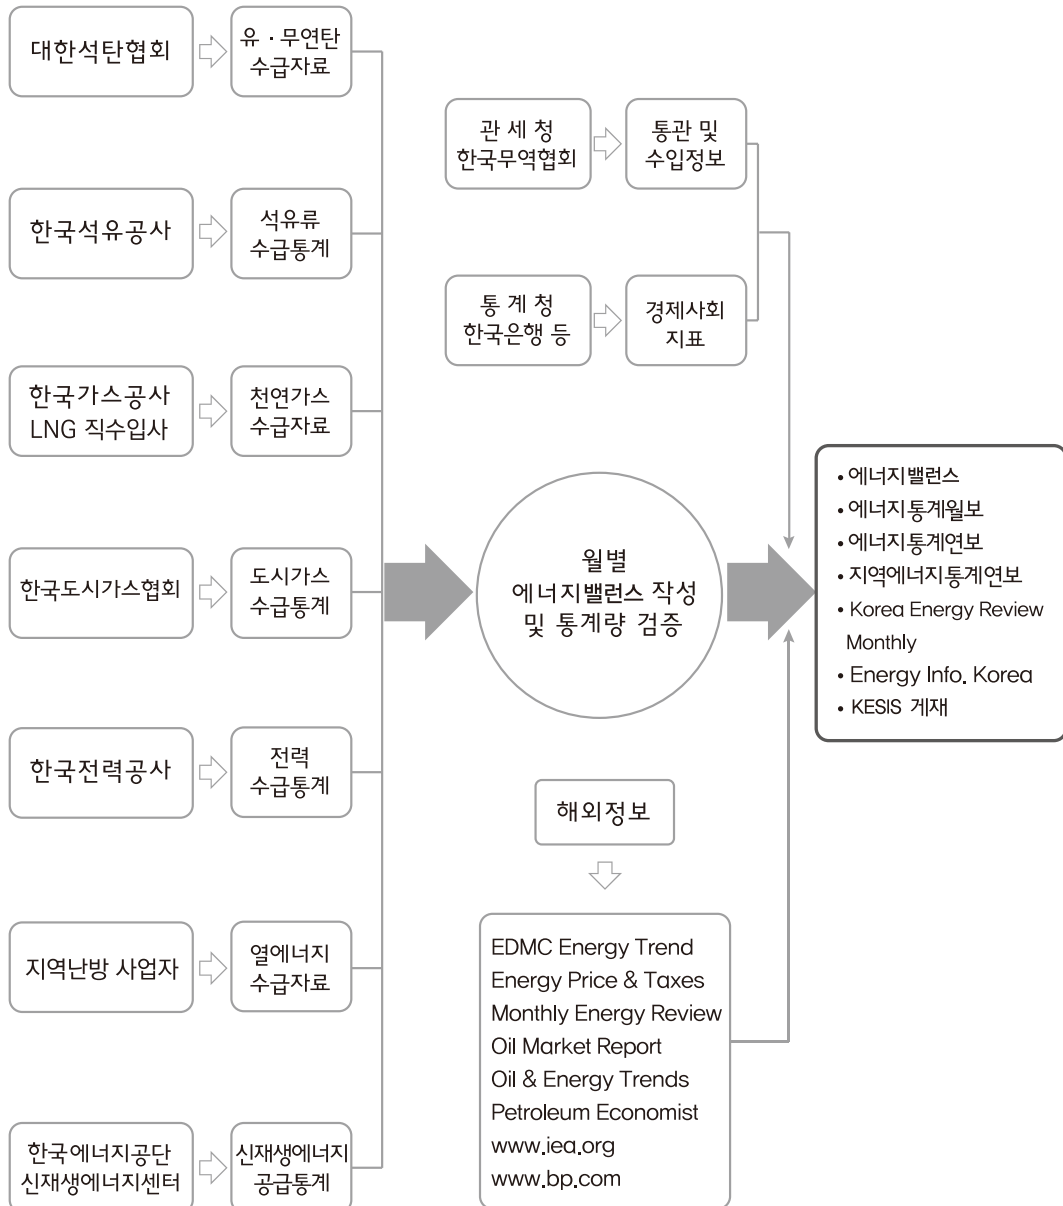 대한석탄협회
유 · 무연탄
수급자료
한국석유공사
석유류
수급통계
한국가스공사
LNG 직수입사
천연가스
수급자료
한국도시가스협회
도시가스
수급통계
한국전력공사
전력
수급통계
지역난방 사업자
열에너지
수급자료
한국에너지공단
신재생에너지센터
신재생에너지
공급통계
관 세 청
한국무역협회
통관 및
수입정보
통 계 청
한국은행 등
경제사회
지표
월별
에너지밸런스 작성
및 통계량 검증
해외정보
EDMC Energy Trend
Energy Price & Taxes
Monthly Energy Review
Oil Market Report
Oil & Energy Trends
Petroleum Economist
www.iea.org
www.bp.com
• 에너지밸런스
• 에너지통계월보
• 에너지통계연보
• 지역에너지통계연보
• Korea Energy Review
Monthly
• Energy Info. Korea
• KESIS 게재